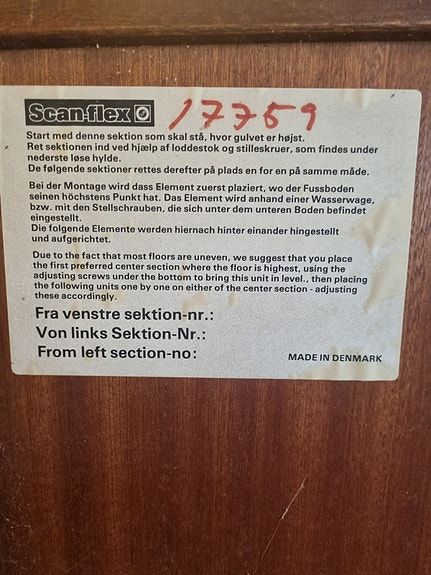 Scan-flex 17759
Start med denne sektion som skal stå, hvor gulvet er højst.
Ret sektionen ind ved hjælp af loddestok og stilleskruer, som findes under
nederste løse hylde.
De følgende sektioner rettes derefter på plads en for en på samme måde.
Bei der Montage wird dass Element zuerst plaziert, wo der Fussboden
seinen höchstens Punkt hat. Das Element wird anhand einer Wasserwage,
bzw. mit den Stellschrauben, die sich unter dem unteren Boden befindet
eingestellt.
Die folgende Elemente werden hiernach hinter einander hingestellt
und aufgerichtet.
Due to the fact that most floors are uneven, we suggest that you place
the first preferred center section where the floor is highest, using the
adjusting screws under the bottom to bring this unit in level., then placing
the following units one by one on either of the center section - adjusting
these accordingly.
Fra venstre sektion-nr.:
Von links Sektion-Nr.:
From left section-no:
MADE IN DENMARK